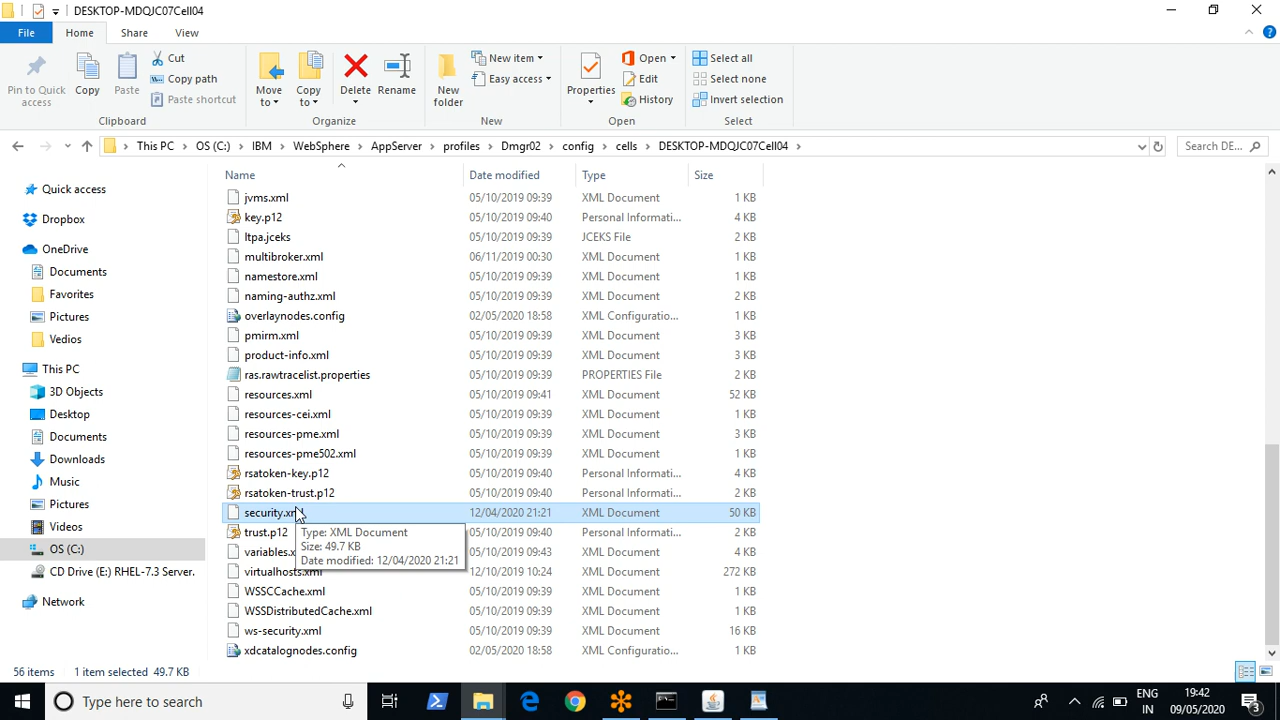 DESKTOP-MDQJC07Cell04
File
Home
Share
View
Pin to Quick access
Copy
Paste
Cut
Copy path
Paste shortcut
Move to
Copy to
Delete
Rename
New folder
New item
Easy access
Properties
Open
Edit
History
Select all
Select none
Invert selection
Clipboard
Organize
New
Open
Select
This PC > OS (C:) > IBM > WebSphere > AppServer > profiles > Dmgr02 > config > cells > DESKTOP-MDQJC07Cell04 >
Search DE...
Quick access
Dropbox
OneDrive
Documents
Favorites
Pictures
Vedios
This PC
3D Objects
Desktop
Documents
Downloads
Music
Pictures
Videos
OS (C:)
CD Drive (E:) RHEL-7.3 Server.
Network
Name Date modified Type Size
jvms.xml 05/10/2019 09:39 XML Document 1 KB
key.p12 05/10/2019 09:40 Personal Informati... 4 KB
ltpa.jceks 05/10/2019 09:39 JCEKS File 2 KB
multibroker.xml 06/11/2019 00:30 XML Document 1 KB
namestore.xml 05/10/2019 09:39 XML Document 1 KB
naming-authz.xml 05/10/2019 09:39 XML Document 2 KB
overlaynodes.config 02/05/2020 18:58 XML Configuratio... 1 KB
pmirm.xml 05/10/2019 09:39 XML Document 3 KB
product-info.xml 05/10/2019 09:39 XML Document 3 KB
ras.rawtracelist.properties 05/10/2019 09:39 PROPERTIES File 2 KB
resources.xml 05/10/2019 09:41 XML Document 52 KB
resources-cei.xml 05/10/2019 09:39 XML Document 1 KB
resources-pme.xml 05/10/2019 09:39 XML Document 3 KB
resources-pme502.xml 05/10/2019 09:39 XML Document 1 KB
rsatoken-key.p12 05/10/2019 09:40 Personal Informati... 4 KB
rsatoken-trust.p12 05/10/2019 09:40 Personal Informati... 2 KB
security.xml 12/04/2020 21:21 XML Document 50 KB
trust.p12 05/10/2019 09:40 Personal Informati... 2 KB
variables.x 05/10/2019 09:43 XML Document 4 KB
virtualhosts.xml 12/10/2019 10:24 XML Document 272 KB
WSSCCache.xml 05/10/2019 09:39 XML Document 1 KB
WSSDistributedCache.xml 05/10/2019 09:39 XML Document 1 KB
ws-security.xml 05/10/2019 09:39 XML Document 16 KB
xdcatalognodes.config 02/05/2020 18:58 XML Configuratio... 1 KB
Type: XML Document
Size: 49.7 KB
Date modified: 12/04/2020 21:21
56 items 1 item selected 49.7 KB
Type here to search
ENG
IN
18:42
09/05/2020
3